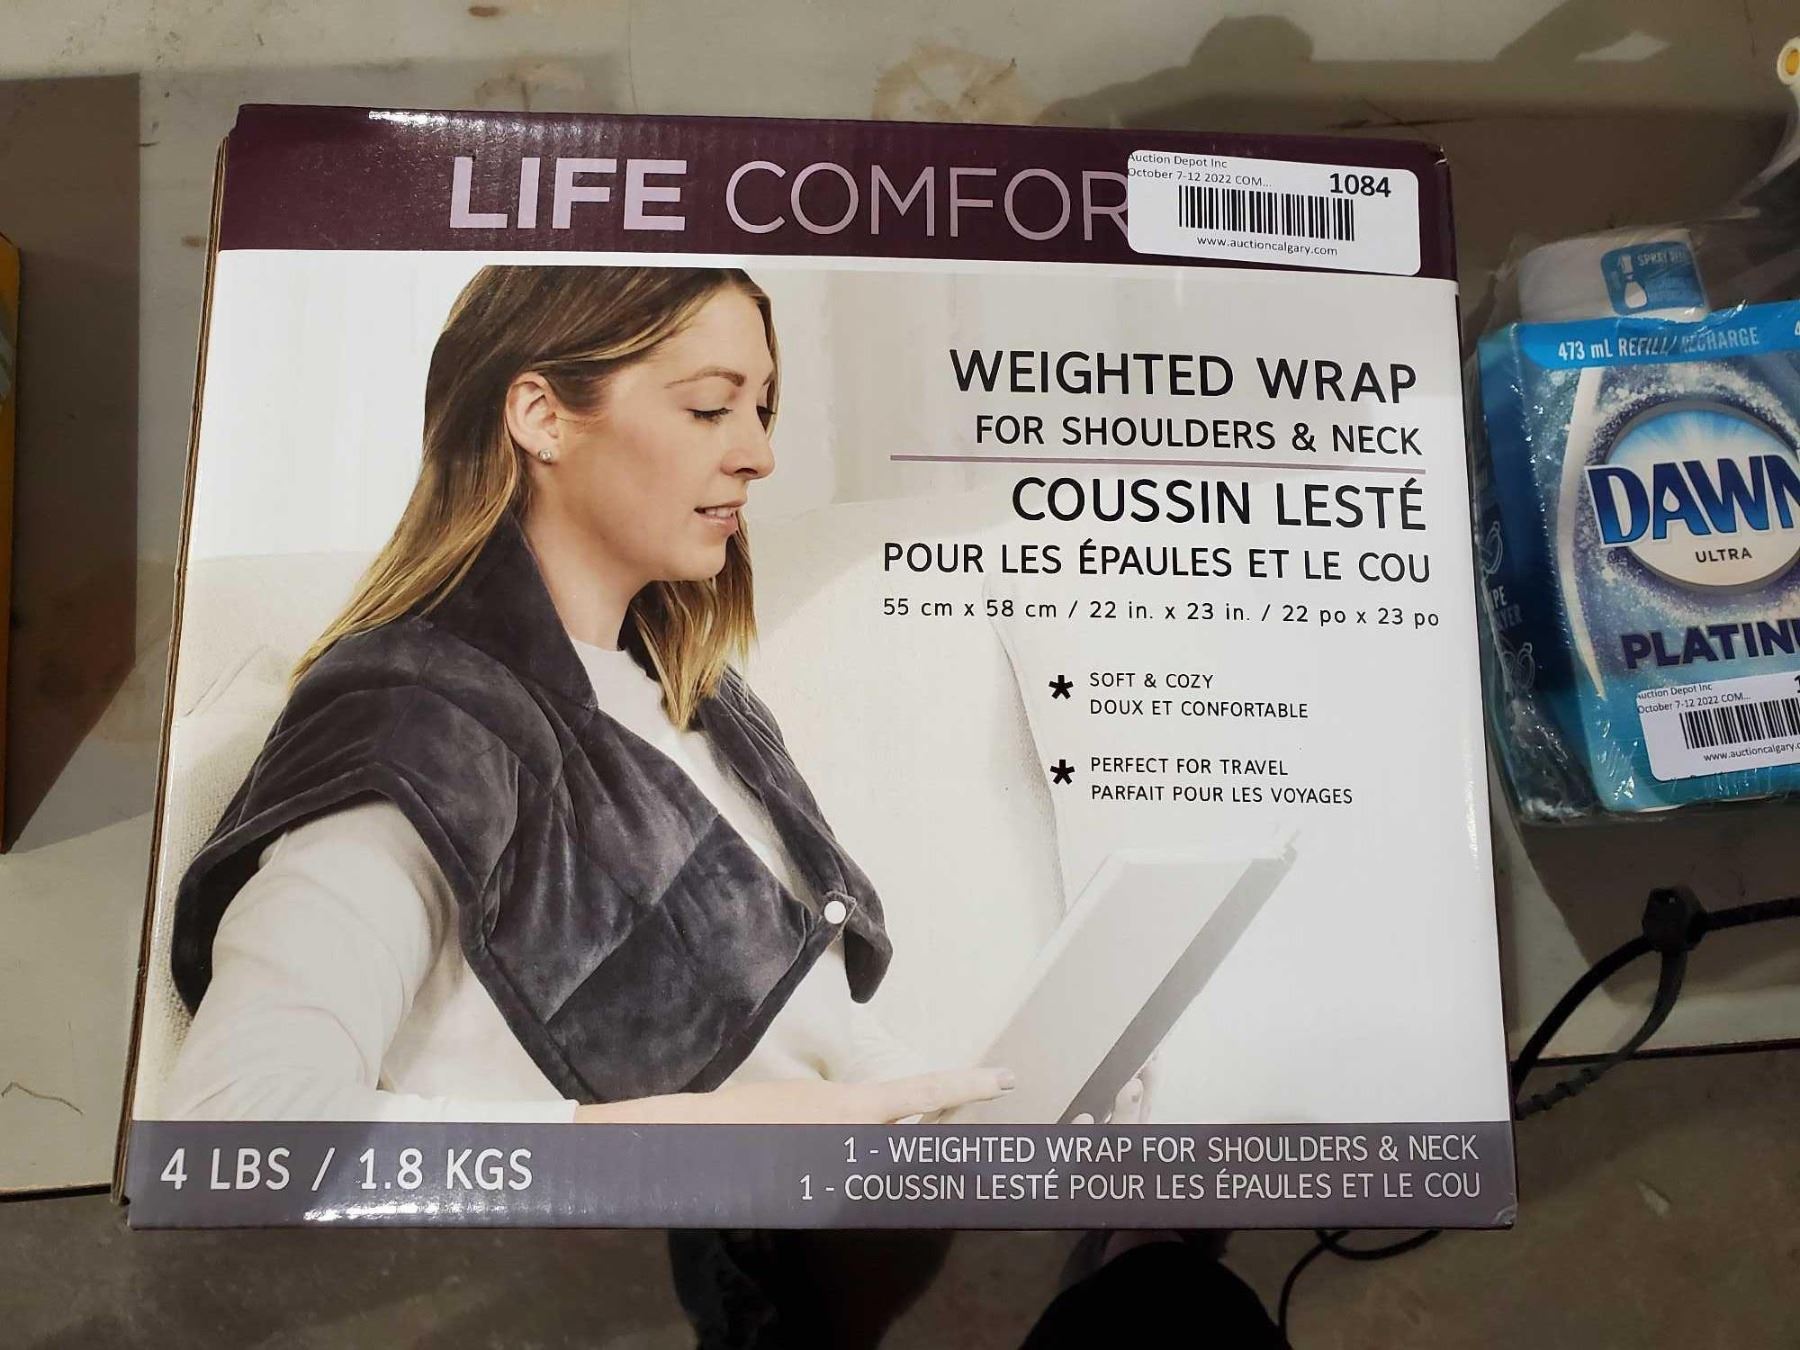 LIFE COMFOR
Auction Depot Inc
October 7-12 2022 COM...
1084
www.auctioncalgary.com
WEIGHTED WRAP
FOR SHOULDERS & NECK
COUSSIN LESTÉ
POUR LES ÉPAULES ET LE COU
55 cm x 58 cm / 22 in. x 23 in. / 22 po x 23 po
* SOFT & COZY
DOUX ET CONFORTABLE
* PERFECT FOR TRAVEL
PARFAIT POUR LES VOYAGES
4 LBS / 1.8 KGS
1 - WEIGHTED WRAP FOR SHOULDERS & NECK
1 - COUSSIN LESTÉ POUR LES ÉPAULES ET LE COU
SPRAY
473 mL REFILL/RECHARGE
DAWN
ULTRA
PLATIN
Auction Depot Inc
October 7-12 2022 COM...
www.auctioncalgary.c